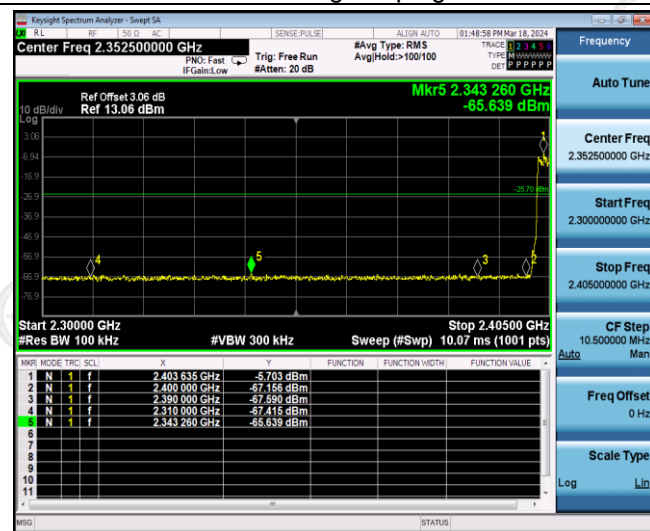 Keysight Spectrum Analyzer - Swept SA
RL RF 50 Ω AC SENSE:PULSE ALIGN AUTO 01:48:58 PM Mar 18, 2024
Center Freq 2.352500000 GHz #Avg Type: RMS TRACE 1 2 3 4 5 6
PNO: Fast Trig: Free Run Avg|Hold:>100/100 TYPE M WWWWW
IFGain:Low #Atten: 20 dB DET P P P P P P
Mkr5 2.343 260 GHz
Ref Offset 3.06 dB
10 dB/div Ref 13.06 dBm -65.639 dBm
Log
3.06
-6.94
-16.9
-26.9
-36.9
-46.9
-56.9
-66.9
-76.9
-25.70 dBm
1
4 5 3 2
Start 2.30000 GHz Stop 2.40500 GHz
#Res BW 100 kHz #VBW 300 kHz Sweep (#Swp) 10.07 ms (1001 pts)
MKR MODE TRC SCL X Y FUNCTION FUNCTION WIDTH FUNCTION VALUE
1 N 1 f 2.403 635 GHz -5.703 dBm
2 N 1 f 2.400 000 GHz -67.156 dBm
3 N 1 f 2.390 000 GHz -67.590 dBm
4 N 1 f 2.310 000 GHz -67.415 dBm
5 N 1 f 2.343 260 GHz -65.639 dBm
6
7
8
9
10
11
MSG STATUS
Frequency
Auto Tune
Center Freq
2.352500000 GHz
Start Freq
2.300000000 GHz
Stop Freq
2.405000000 GHz
CF Step
10.500000 MHz
Auto Man
Freq Offset
0 Hz
Scale Type
Log Lin